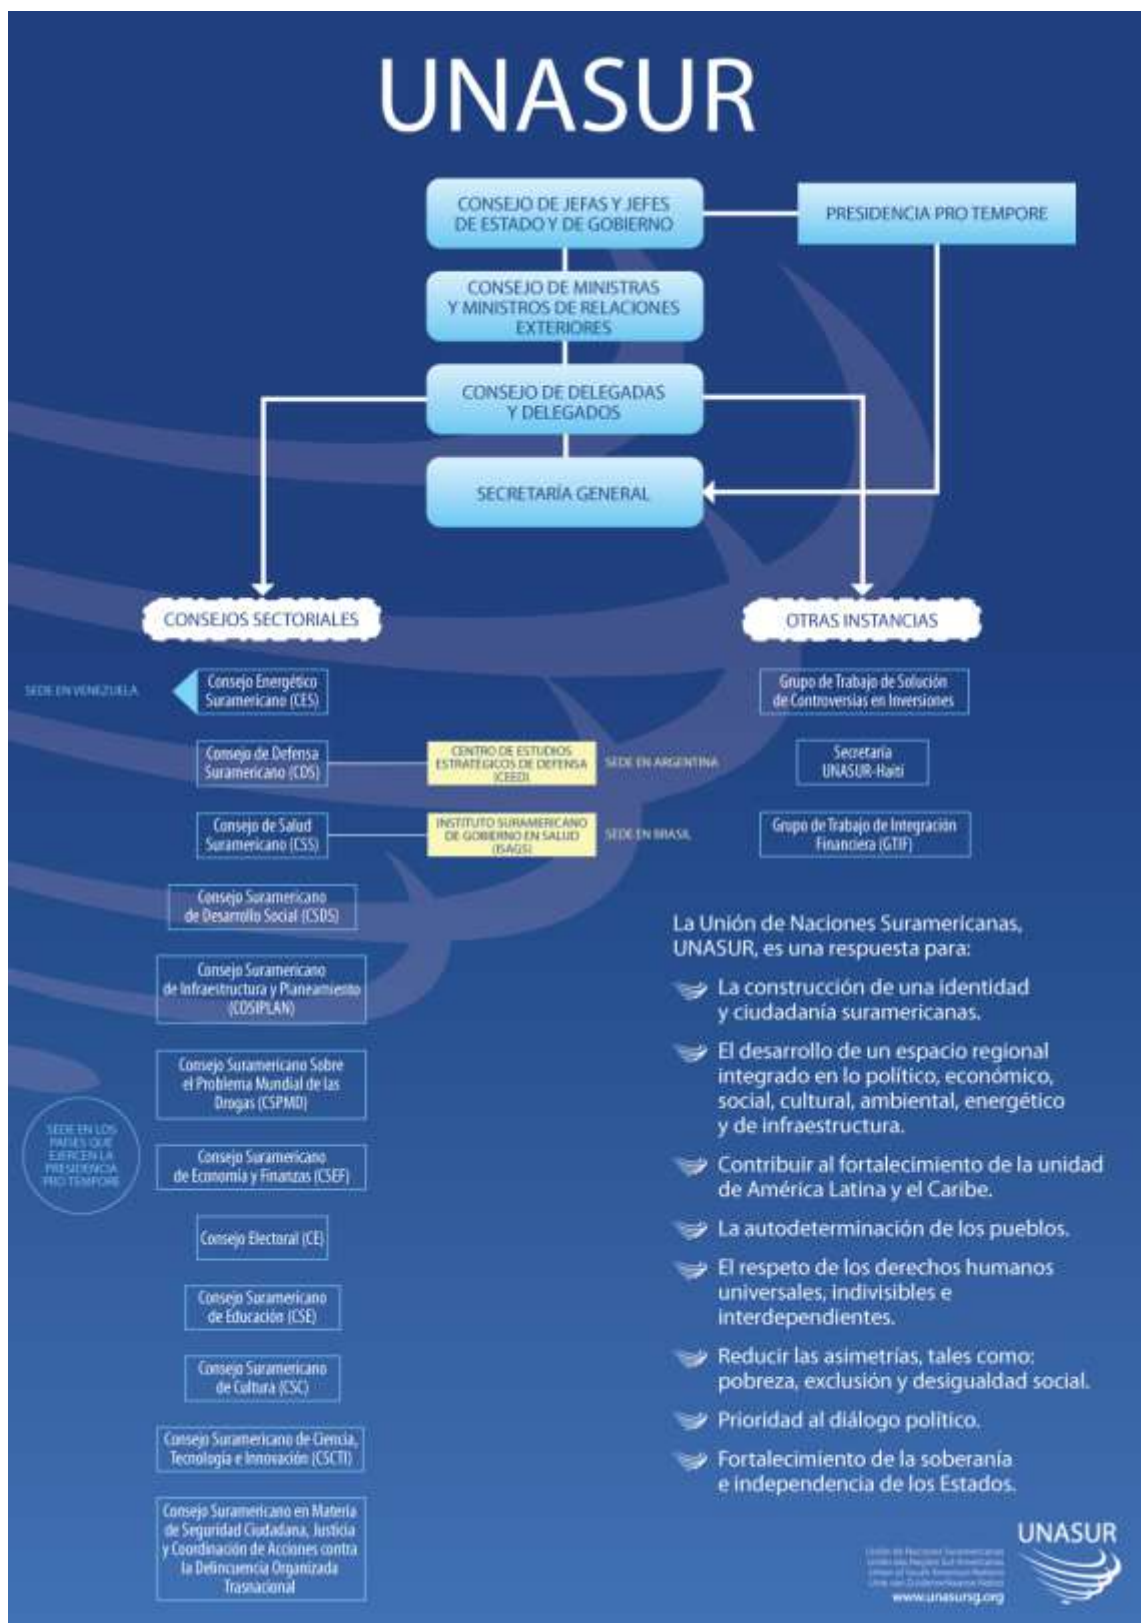 UNASUR
CONSEJO DE JEFAS Y JEFES
DE ESTADO Y DE GOBIERNO
PRESIDENCIA PRO TEMPORE
CONSEJO DE MINISTRAS
Y MINISTROS DE RELACIONES
EXTERIORES
CONSEJO DE DELEGADAS
Y DELEGADOS
SECRETARÍA GENERAL
CONSEJOS SECTORIALES
OTRAS INSTANCIAS
SEDE EN VENEZUELA
Consejo Energético
Suramericano (CES)
Grupo de Trabajo de Solución
de Controversias en Inversiones
Consejo de Defensa
Suramericano (CDS)
CENTRO DE ESTUDIOS
ESTRATÉGICOS DE DEFENSA
(CEED)
SEDE EN ARGENTINA
Secretaría
UNASUR-Haití
Consejo de Salud
Suramericano (CSS)
INSTITUTO SURAMERICANO
DE GOBIERNO EN SALUD
(ISAGS)
SEDE EN BRASIL
Grupo de Trabajo de Integración
Financiera (GTIF)
Consejo Suramericano
de Desarrollo Social (CSDS)
Consejo Suramericano
de Infraestructura y Planeamiento
(COSIPLAN)
Consejo Suramericano Sobre
el Problema Mundial de las
Drogas (CSPMD)
SEDE EN LOS
PAÍSES QUE
EJERCEN LA
PRESIDENCIA
PRO TEMPORE
Consejo Suramericano
de Economía y Finanzas (CSEF)
Consejo Electoral (CE)
Consejo Suramericano
de Educación (CSE)
Consejo Suramericano
de Cultura (CSC)
Consejo Suramericano de Ciencia,
Tecnología e Innovación (CSCTI)
Consejo Suramericano en Materia
de Seguridad Ciudadana, Justicia
y Coordinación de Acciones contra
la Delincuencia Organizada
Trasnacional
La Unión de Naciones Suramericanas,
UNASUR, es una respuesta para:
La construcción de una identidad
y ciudadanía suramericanas.
El desarrollo de un espacio regional
integrado en lo político, económico,
social, cultural, ambiental, energético
y de infraestructura.
Contribuir al fortalecimiento de la unidad
de América Latina y el Caribe.
La autodeterminación de los pueblos.
El respeto de los derechos humanos
universales, indivisibles e
interdependientes.
Reducir las asimetrías, tales como:
pobreza, exclusión y desigualdad social.
Prioridad al diálogo político.
Fortalecimiento de la soberanía
e independencia de los Estados.
UNASUR
Unión de Naciones Suramericanas
Union of South American Nations
www.unasursg.org